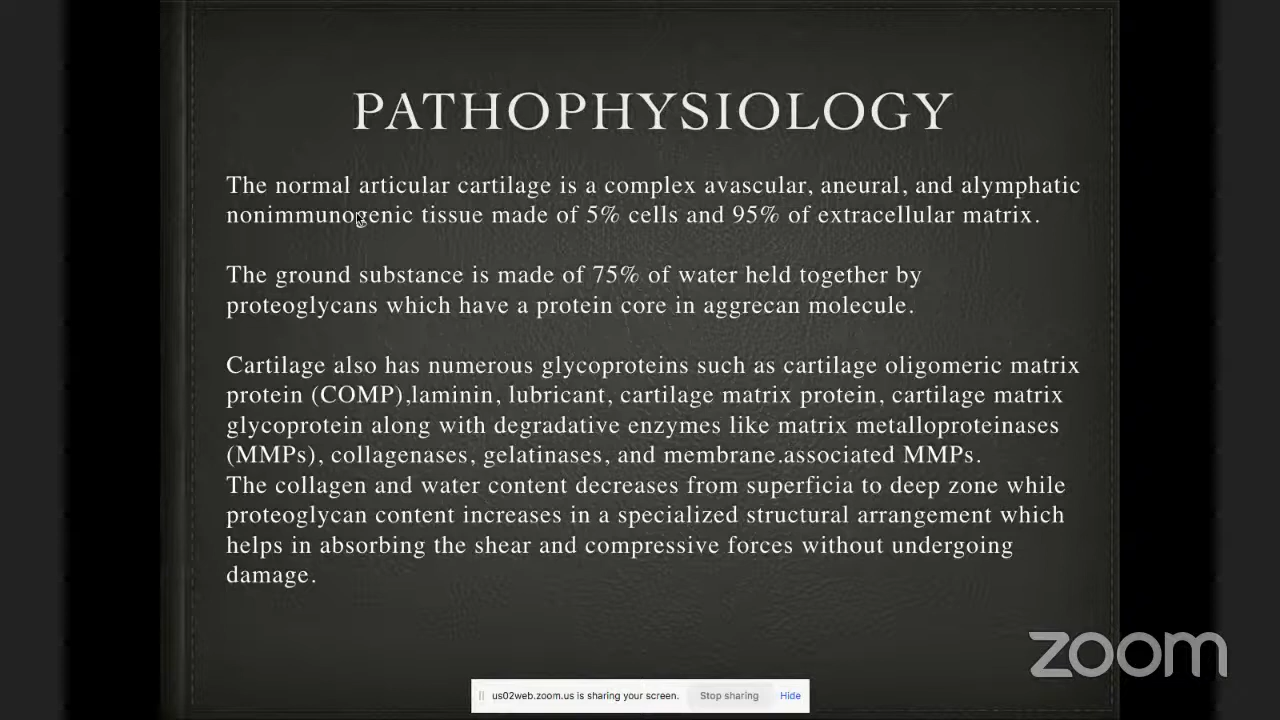 PATHOPHYSIOLOGY
The normal articular cartilage is a complex avascular, aneural, and alymphatic
nonimmunogenic tissue made of 5% cells and 95% of extracellular matrix.
The ground substance is made of 75% of water held together by
proteoglycans which have a protein core in aggrecan molecule.
Cartilage also has numerous glycoproteins such as cartilage oligomeric matrix
protein (COMP),laminin, lubricant, cartilage matrix protein, cartilage matrix
glycoprotein along with degradative enzymes like matrix metalloproteinases
(MMPs), collagenases, gelatinases, and membrane.associated MMPs.
The collagen and water content decreases from superficia to deep zone while
proteoglycan content increases in a specialized structural arrangement which
helps in absorbing the shear and compressive forces without undergoing
damage.
zoom
us02web.zoom.us is sharing your screen. Stop sharing Hide